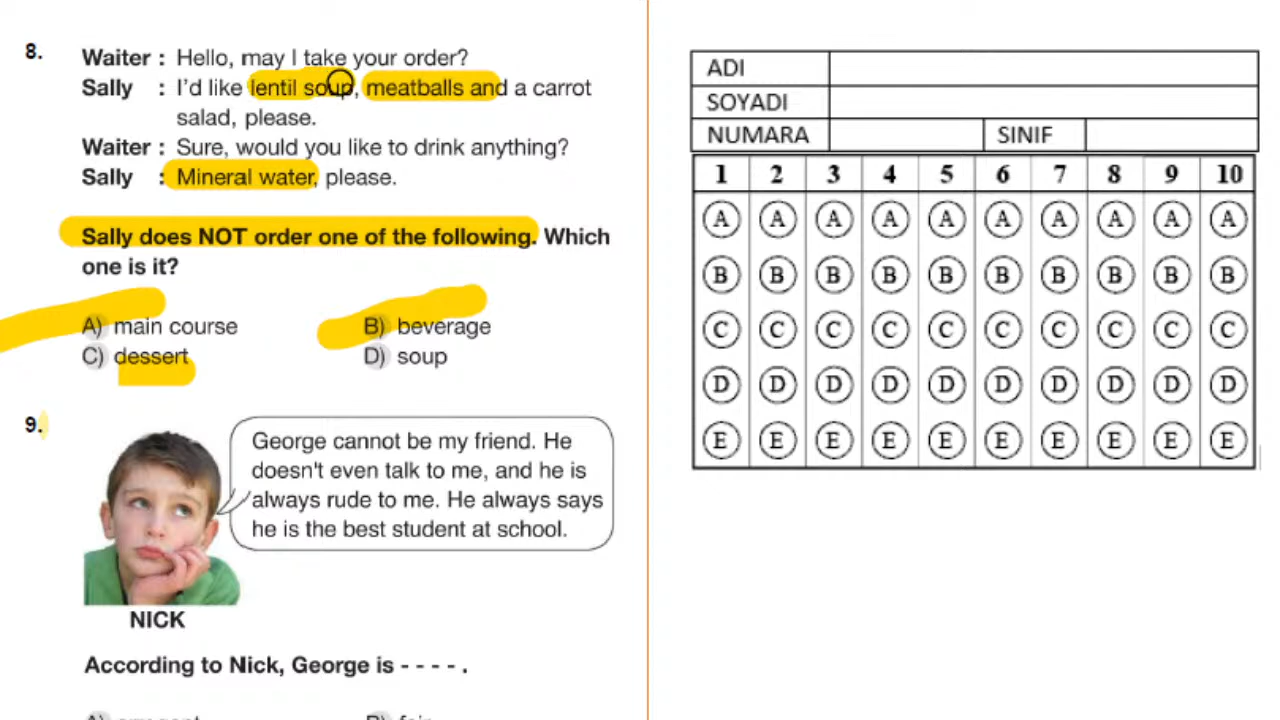 8.
Waiter : Hello, may I take your order?
Sally : I'd like lentil soup, meatballs and a carrot
salad, please.
Waiter : Sure, would you like to drink anything?
Sally : Mineral water, please.
Sally does NOT order one of the following. Which
one is it?
A) main course B) beverage
C) dessert D) soup
9.
George cannot be my friend. He
doesn't even talk to me, and he is
always rude to me. He always says
he is the best student at school.
NICK
According to Nick, George is - - - - .
ADI
SOYADI
NUMARA SINIF
1 2 3 4 5 6 7 8 9 10
A A A A A A A A A A
B B B B B B B B B B
C C C C C C C C C C
D D D D D D D D D D
E E E E E E E E E E